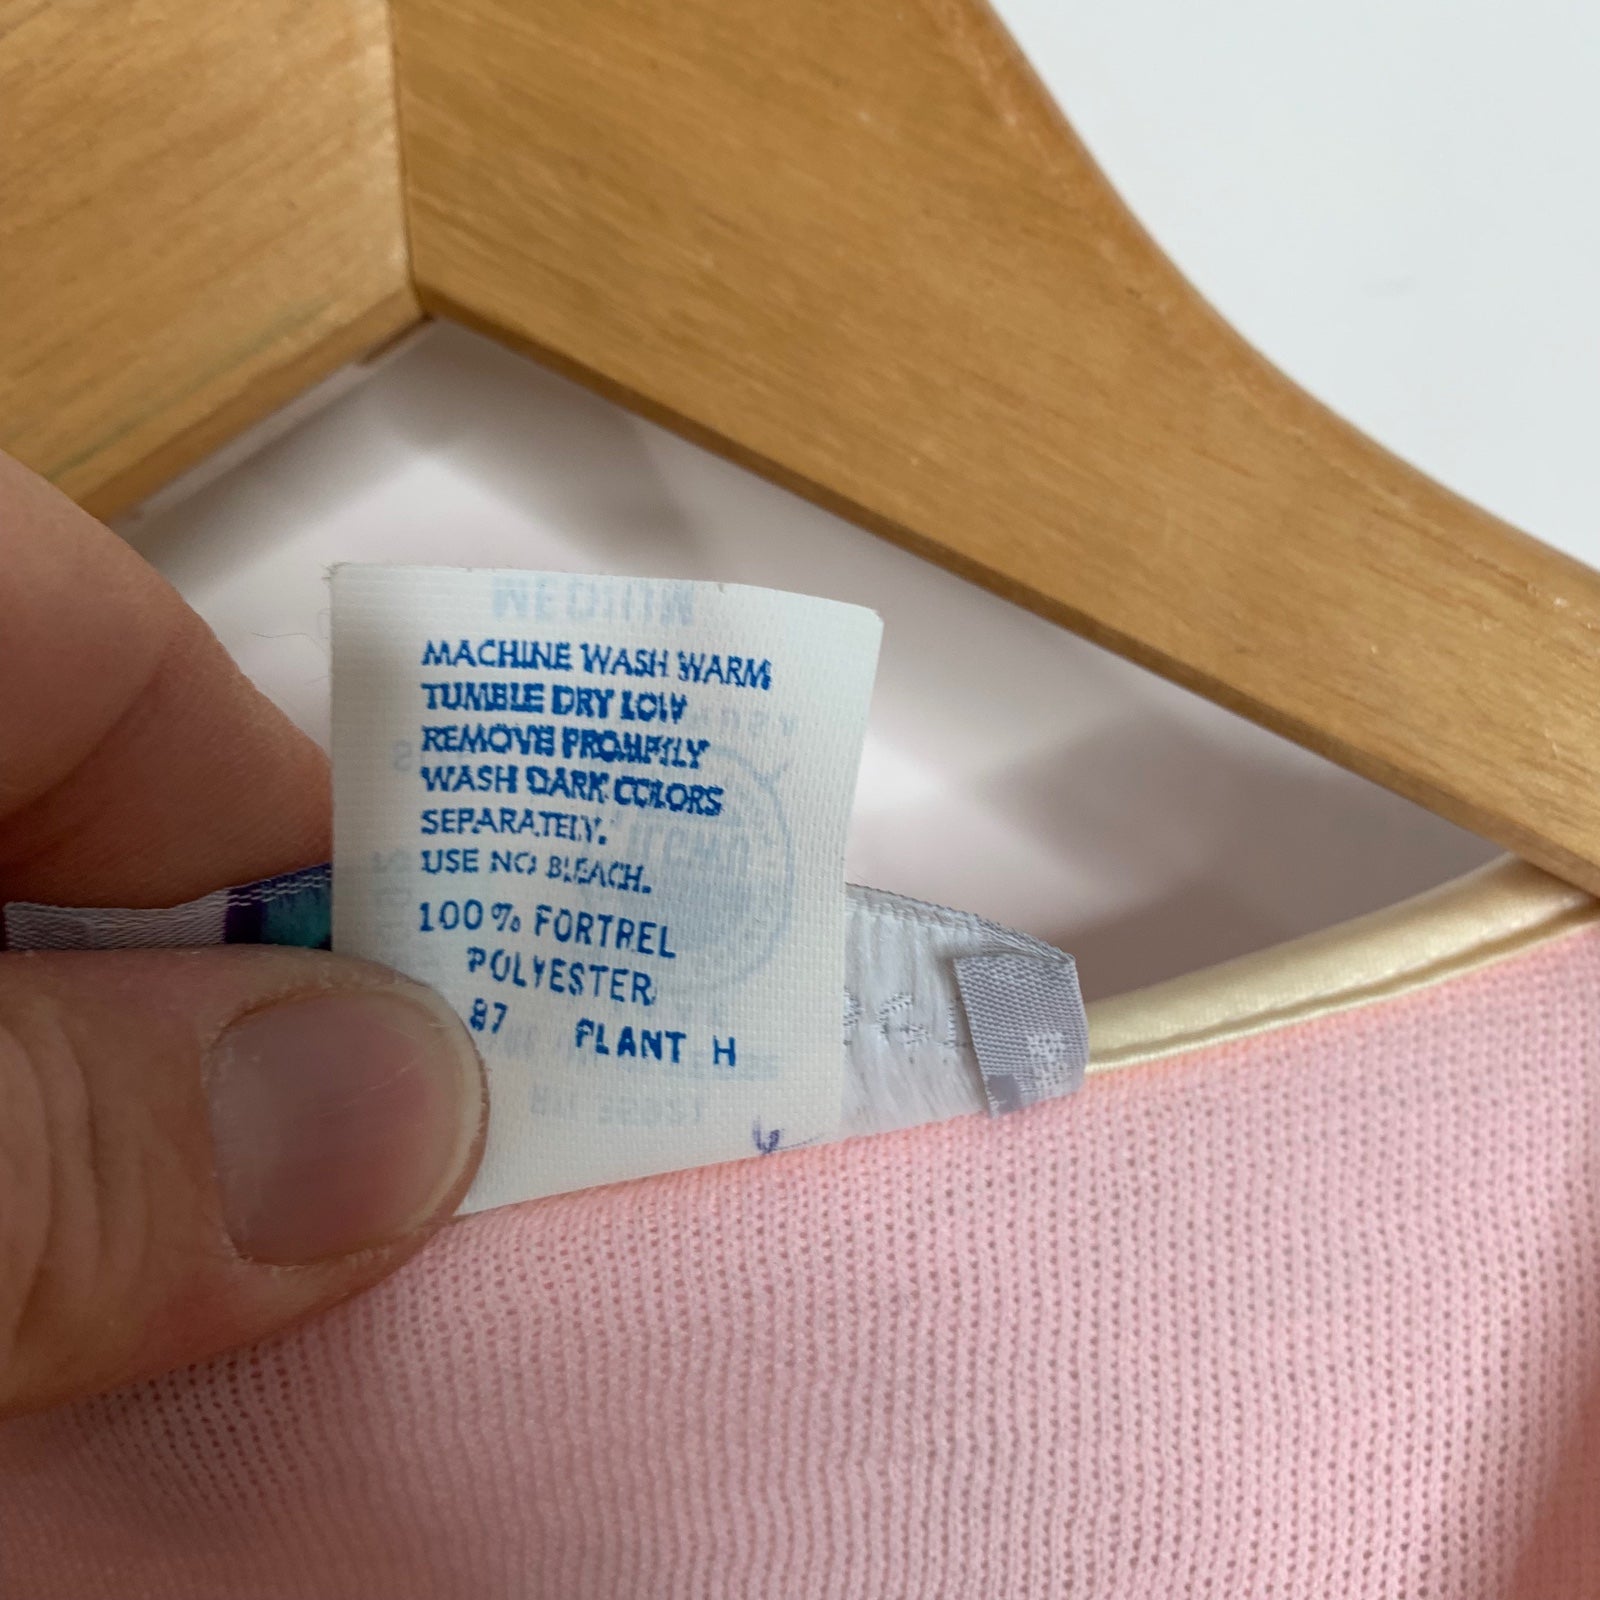 MEDIUM
MACHINE WASH WARM
TUMBLE DRY LOW
REMOVE PROMPTLY
WASH DARK COLORS
SEPARATELY.
USE NO BLEACH.
100% FORTREL
POLYESTER
87 PLANT H